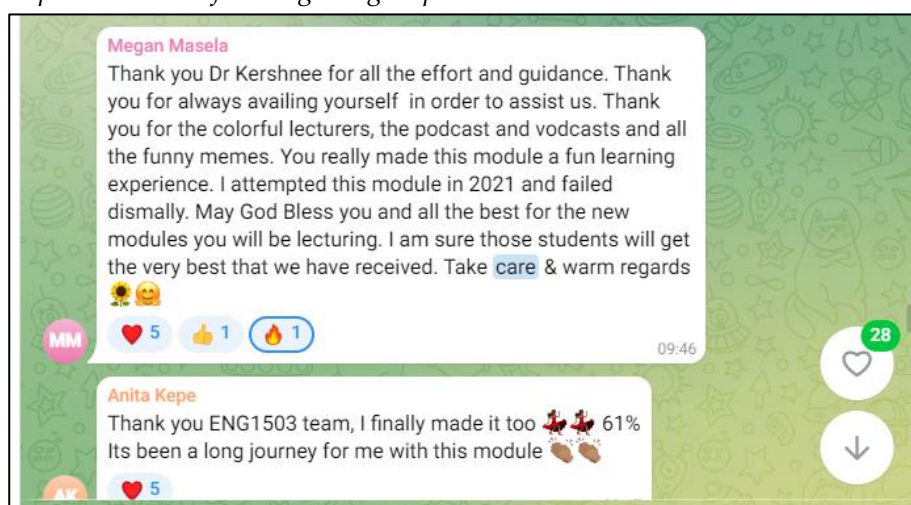 Megan Masela
Thank you Dr Kershnee for all the effort and guidance. Thank
you for always availing yourself in order to assist us. Thank
you for the colorful lecturers, the podcast and vodcasts and all
the funny memes. You really made this module a fun learning
experience. I attempted this module in 2021 and failed
dismally. May God Bless you and all the best for the new
modules you will be lecturing. I am sure those students will get
the very best that we have received. Take care & warm regards
🌻🤗
MM
❤️ 5 👍 1 🔥 1
09:46
28
Anita Kepe
Thank you ENG1503 team, I finally made it too 💃💃 61%
Its been a long journey for me with this module 👏👏
AK
❤️ 5